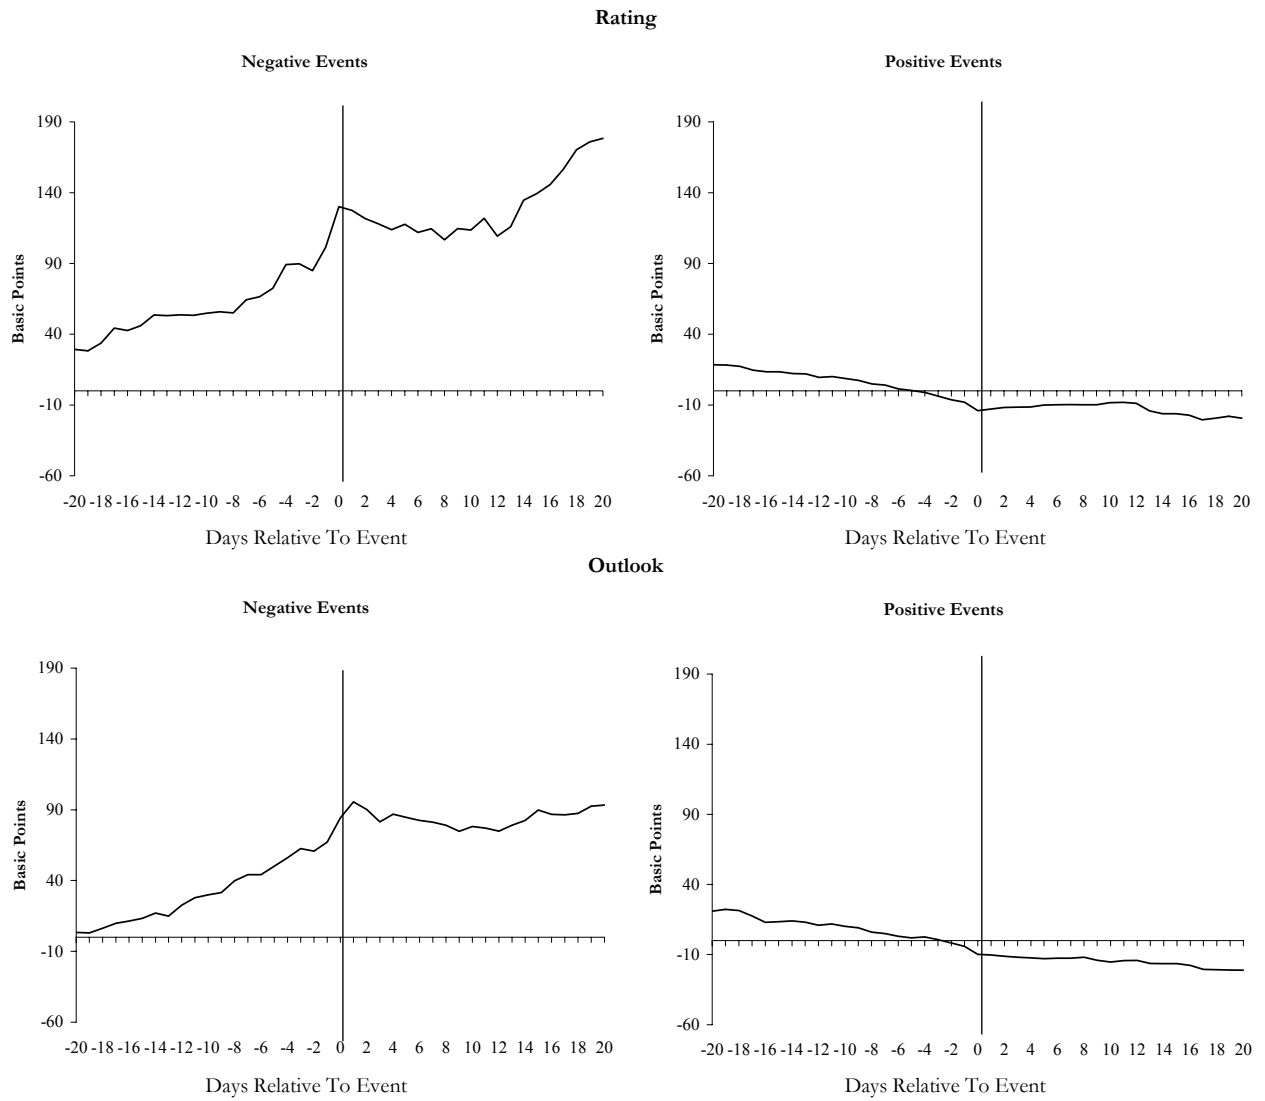 Rating
Negative Events
Positive Events
190
140
90
40
-10
-60
Basic Points
-20 -18 -16 -14 -12 -10 -8 -6 -4 -2 0 2 4 6 8 10 12 14 16 18 20
Days Relative To Event
190
140
90
40
-10
-60
Basic Points
-20 -18 -16 -14 -12 -10 -8 -6 -4 -2 0 2 4 6 8 10 12 14 16 18 20
Days Relative To Event
Outlook
Negative Events
Positive Events
190
140
90
40
-10
-60
Basic Points
-20 -18 -16 -14 -12 -10 -8 -6 -4 -2 0 2 4 6 8 10 12 14 16 18 20
Days Relative To Event
190
140
90
40
-10
-60
Basic Points
-20 -18 -16 -14 -12 -10 -8 -6 -4 -2 0 2 4 6 8 10 12 14 16 18 20
Days Relative To Event